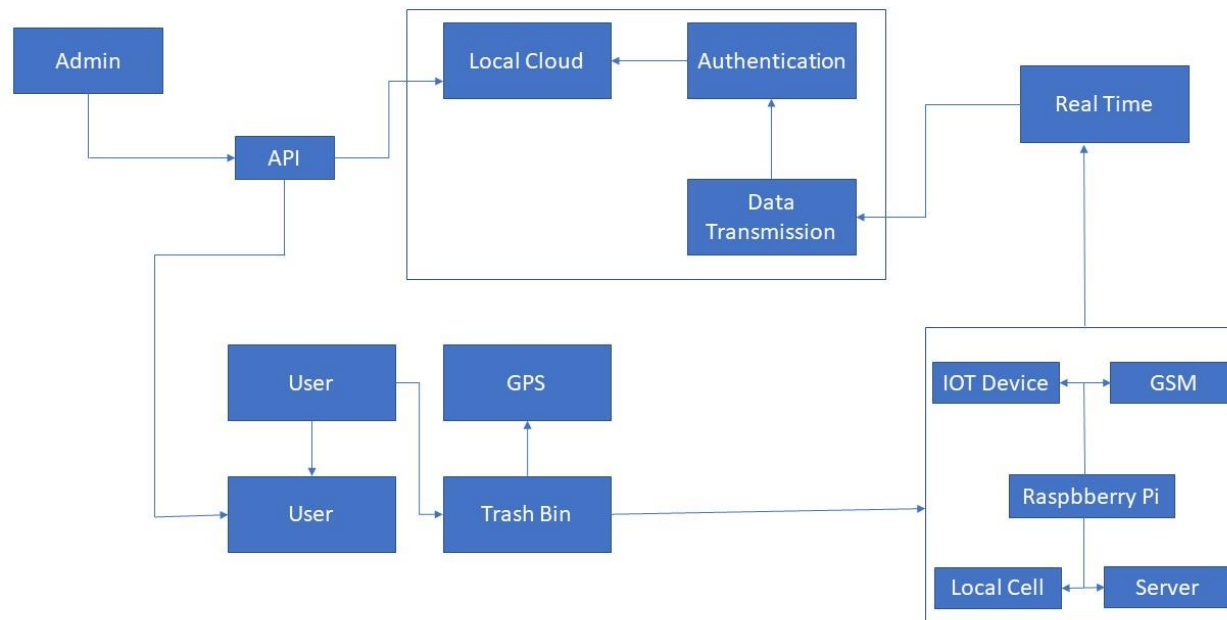 Admin
Local Cloud
Authentication
Real Time
API
Data
Transmission
User
GPS
IOT Device
GSM
User
Trash Bin
Raspbberry Pi
Local Cell
Server